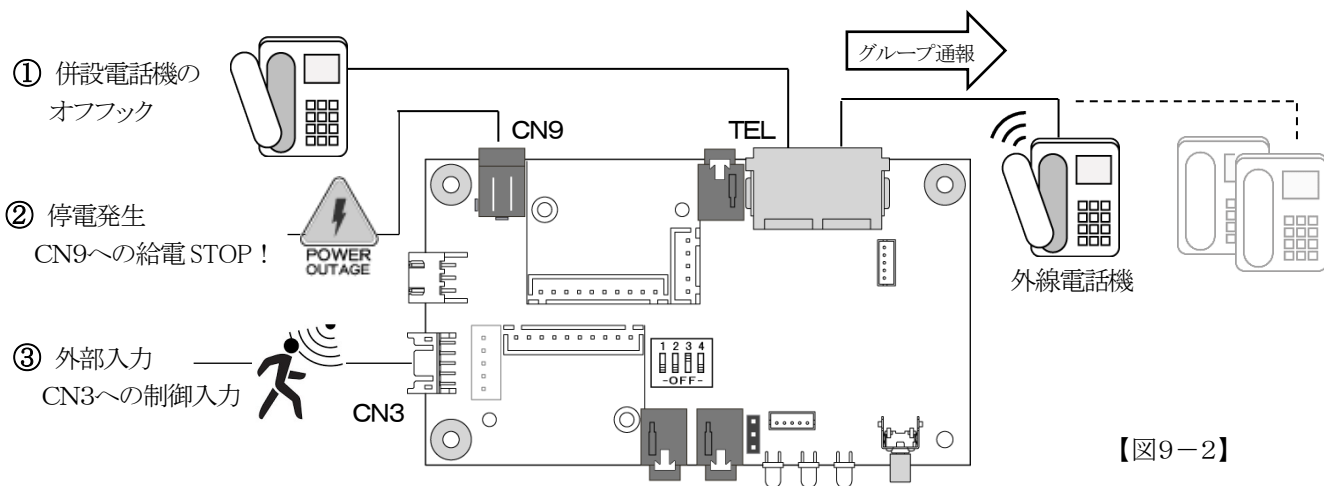 ① 併設電話機の
オフフック
② 停電発生
CN9への給電 STOP！
POWER
OUTAGE
③ 外部入力
CN3への制御入力
CN9
TEL
グループ通報
外線電話機
1 2 3 4
-OFF-
CN3
【図9－2】